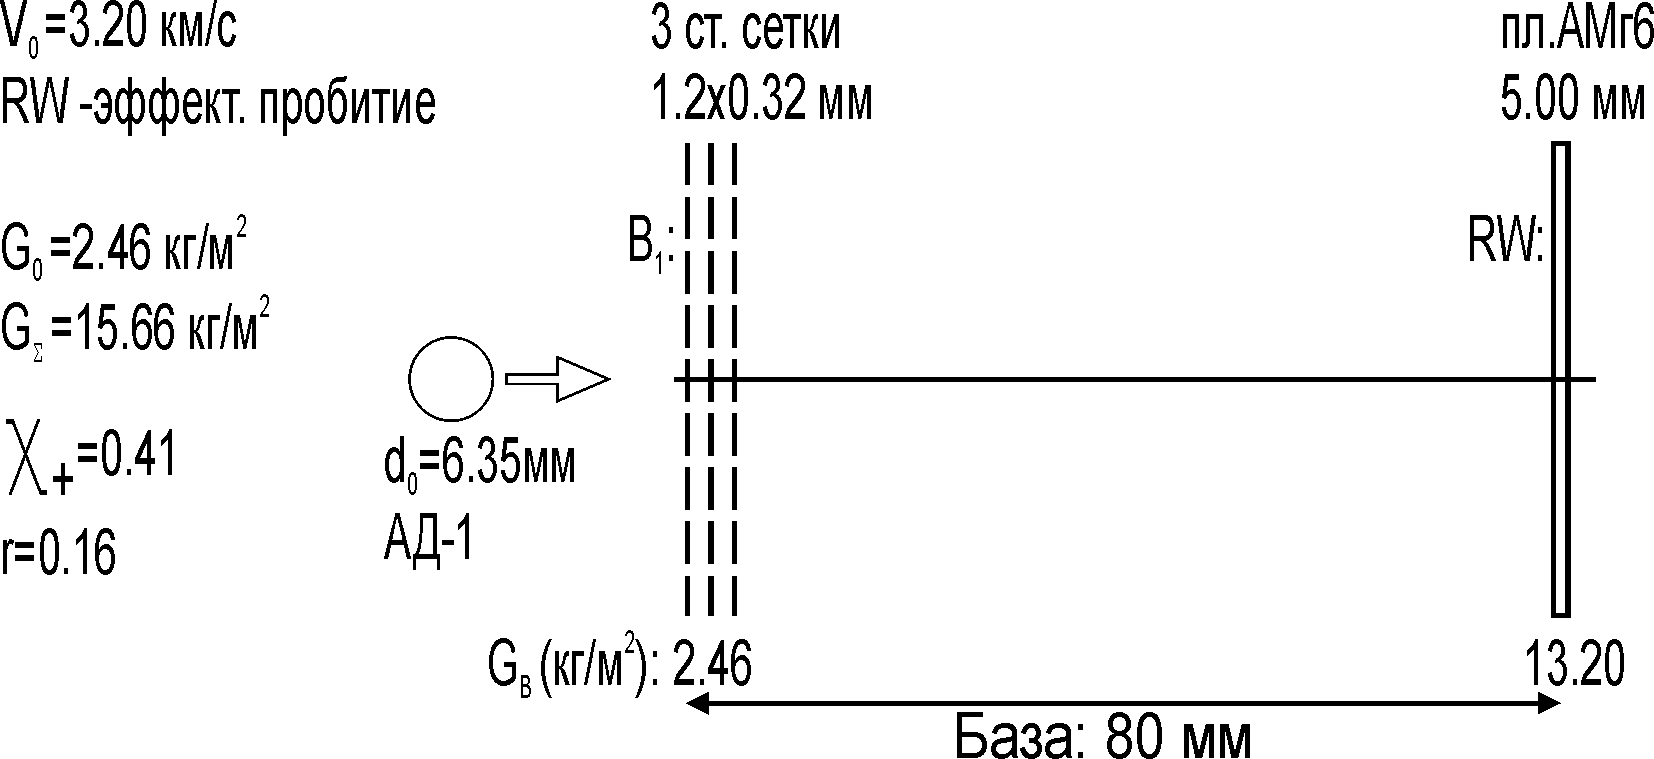 V₀=3.20 км/с
RW -эффект. пробитие
G₀=2.46 кг/м²
G_Σ=15.66 кг/м²
χ₊=0.41
r=0.16
d₀=6.35мм
АД-1
3 ст. сетки
1.2x0.32 мм
B₁:
пл.АМг6
5.00 мм
RW:
G_B (кг/м²): 2.46
13.20
База: 80 мм